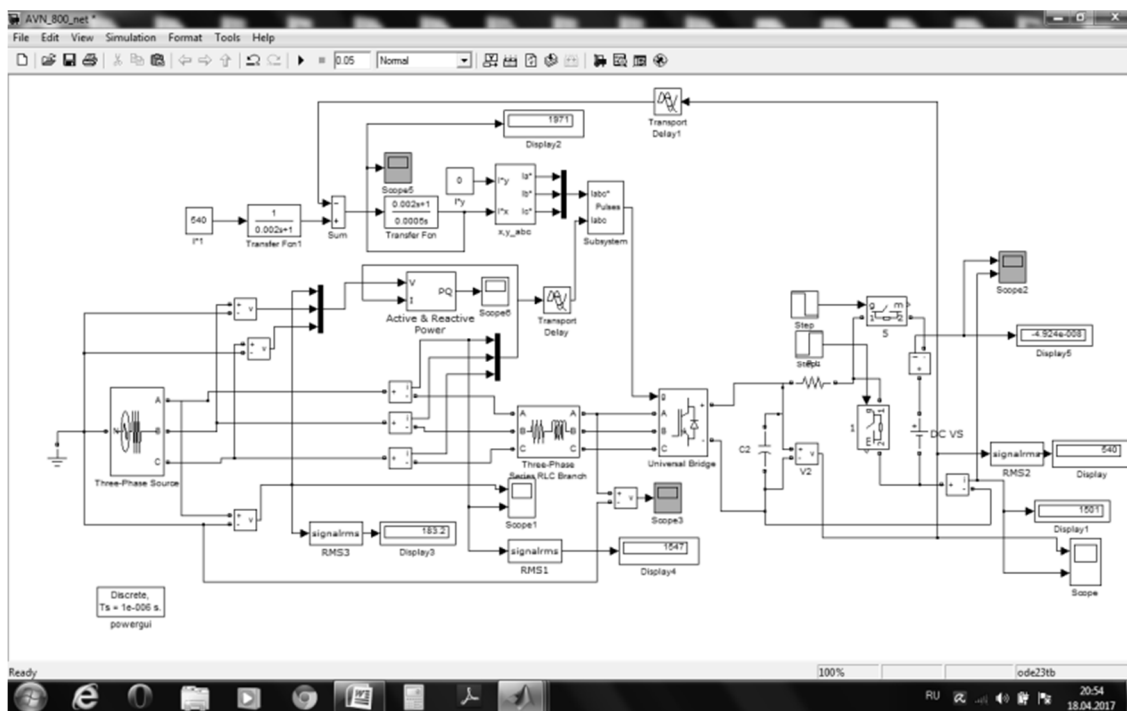 AVN_800_net *
File Edit View Simulation Format Tools Help
0.05 Normal
Transport
Delay1
1971
Display2
Scope5
0
I*y
I*y
I*x
Ia*
Ib*
Ic*
x,y_abc
Iabc*
Pulses
Iabc
Subsystem
540
I*1
1
0.002s+1
Transfer Fcn1
Sum
0.002s+1
0.0005s
Transfer Fcn
V
I
PQ
Active & Reactive
Power
Scope6
Transport
Delay
Scope2
Step
g m
1 2
S
-4.924e-008
Display5
Three-Phase Source
N A B C
A B C
A B C
Three-Phase
Series RLC Branch
g
A
B
C
+
-
Universal Bridge
C2
V2
DC VS
signalrms
RMS2
540
Display
1501
Display1
Scope
Scope1
Scope3
signalrms
RMS3
183.2
Display3
signalrms
RMS1
1547
Display4
Discrete,
Ts = 1e-006 s.
powergui
Ready 100% ode23tb
RU 20:54
18.04.2017